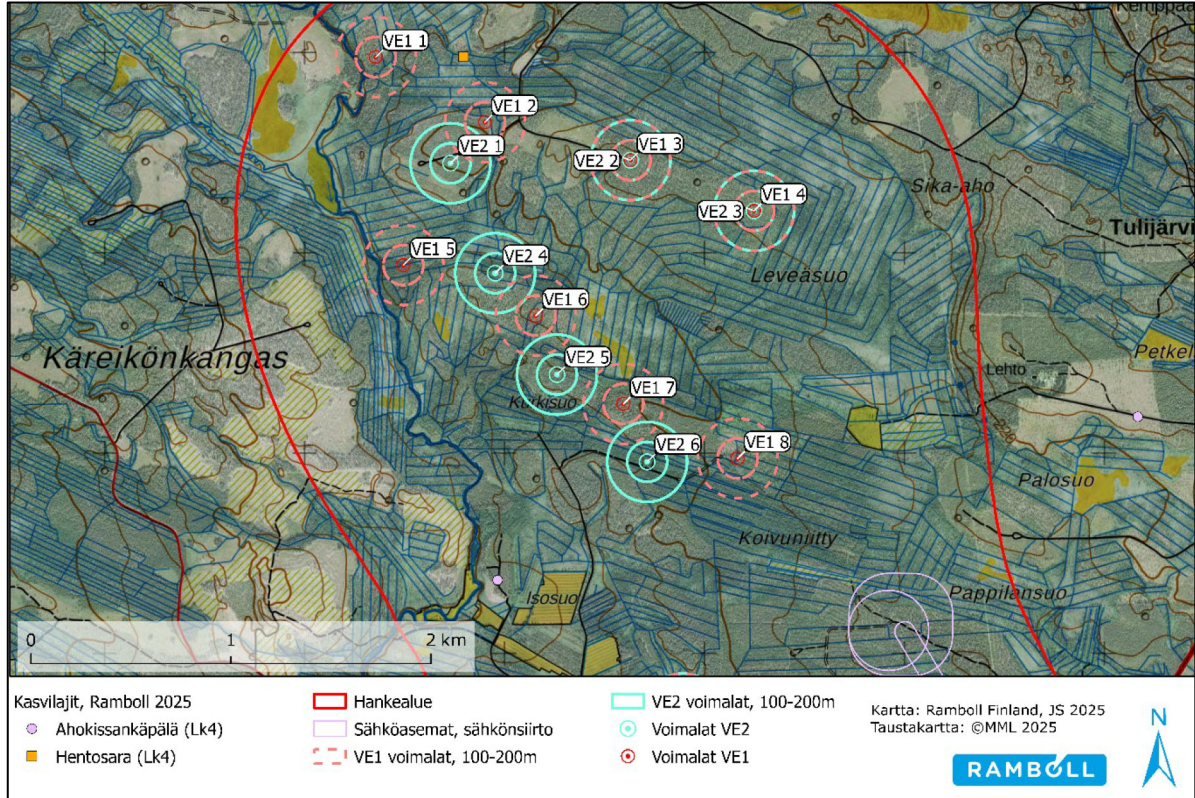 Kemppaa
VE1 1
VE1 2
VE2 1
VE1 3
VE2 2
VE1 4
VE2 3
Sika-aho
Tulijärvi
VE1 5
VE2 4
Leveäsuo
VE1 6
Käreikönkangas
Petkel
VE2 5
Lehto
Kurkisuo
VE1 7
VE1 8
VE2 6
Palosuo
Koivuniitty
Isosuo
Pappilansuo
0 1 2 km
Kasvilajit, Ramboll 2025
Ahokissankäpälä (Lk4)
Hentosara (Lk4)
Hankealue
Sähköasemat, sähkönsiirto
VE1 voimalat, 100-200m
VE2 voimalat, 100-200m
Voimalat VE2
Voimalat VE1
Kartta: Ramboll Finland, JS 2025
Taustakartta: ©MML 2025
RAMBOLL
N